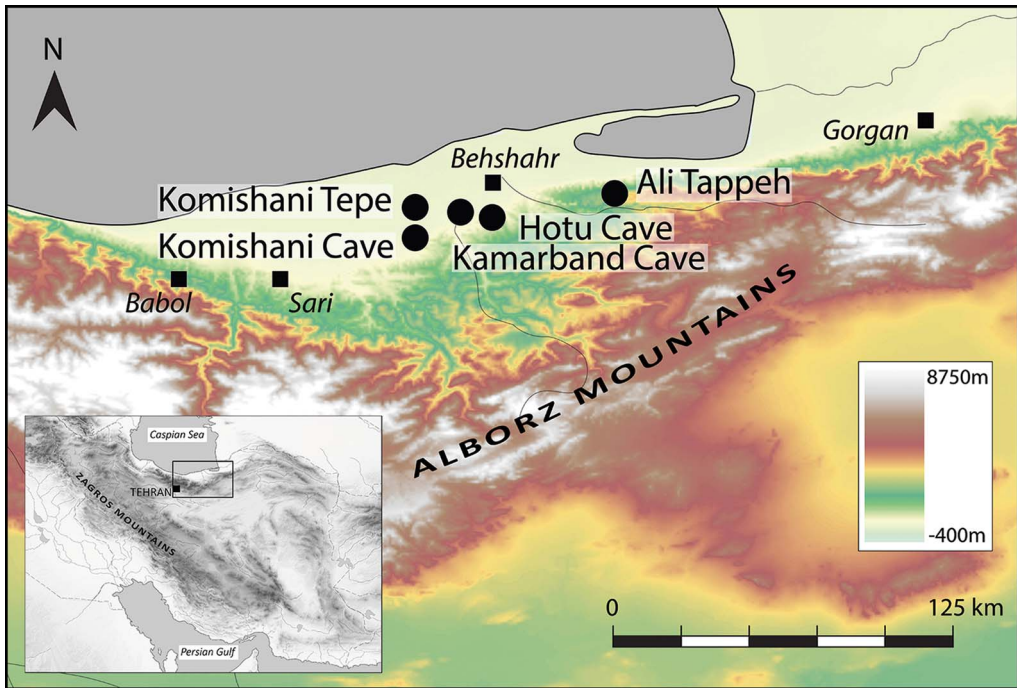 N
Gorgan
Behshahr
Ali Tappeh
Komishani Tepe
Hotu Cave
Komishani Cave
Kamarband Cave
Babol
Sari
ALBORZ MOUNTAINS
8750m
-400m
Caspian Sea
TEHRAN
ZAGROS MOUNTAINS
Persian Gulf
0
125 km